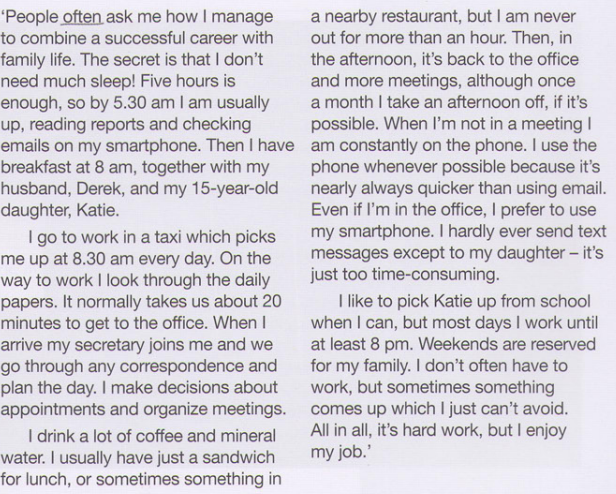 ‘People often ask me how I manage
to combine a successful career with
family life. The secret is that I don’t
need much sleep! Five hours is
enough, so by 5.30 am I am usually
up, reading reports and checking
emails on my smartphone. Then I have
breakfast at 8 am, together with my
husband, Derek, and my 15-year-old
daughter, Katie.
I go to work in a taxi which picks
me up at 8.30 am every day. On the
way to work I look through the daily
papers. It normally takes us about 20
minutes to get to the office. When I
arrive my secretary joins me and we
go through any correspondence and
plan the day. I make decisions about
appointments and organize meetings.
I drink a lot of coffee and mineral
water. I usually have just a sandwich
for lunch, or sometimes something in
a nearby restaurant, but I am never
out for more than an hour. Then, in
the afternoon, it’s back to the office
and more meetings, although once
a month I take an afternoon off, if it’s
possible. When I’m not in a meeting I
am constantly on the phone. I use the
phone whenever possible because it’s
nearly always quicker than using email.
Even if I’m in the office, I prefer to use
my smartphone. I hardly ever send text
messages except to my daughter – it’s
just too time-consuming.
I like to pick Katie up from school
when I can, but most days I work until
at least 8 pm. Weekends are reserved
for my family. I don’t often have to
work, but sometimes something
comes up which I just can’t avoid.
All in all, it’s hard work, but I enjoy
my job.’